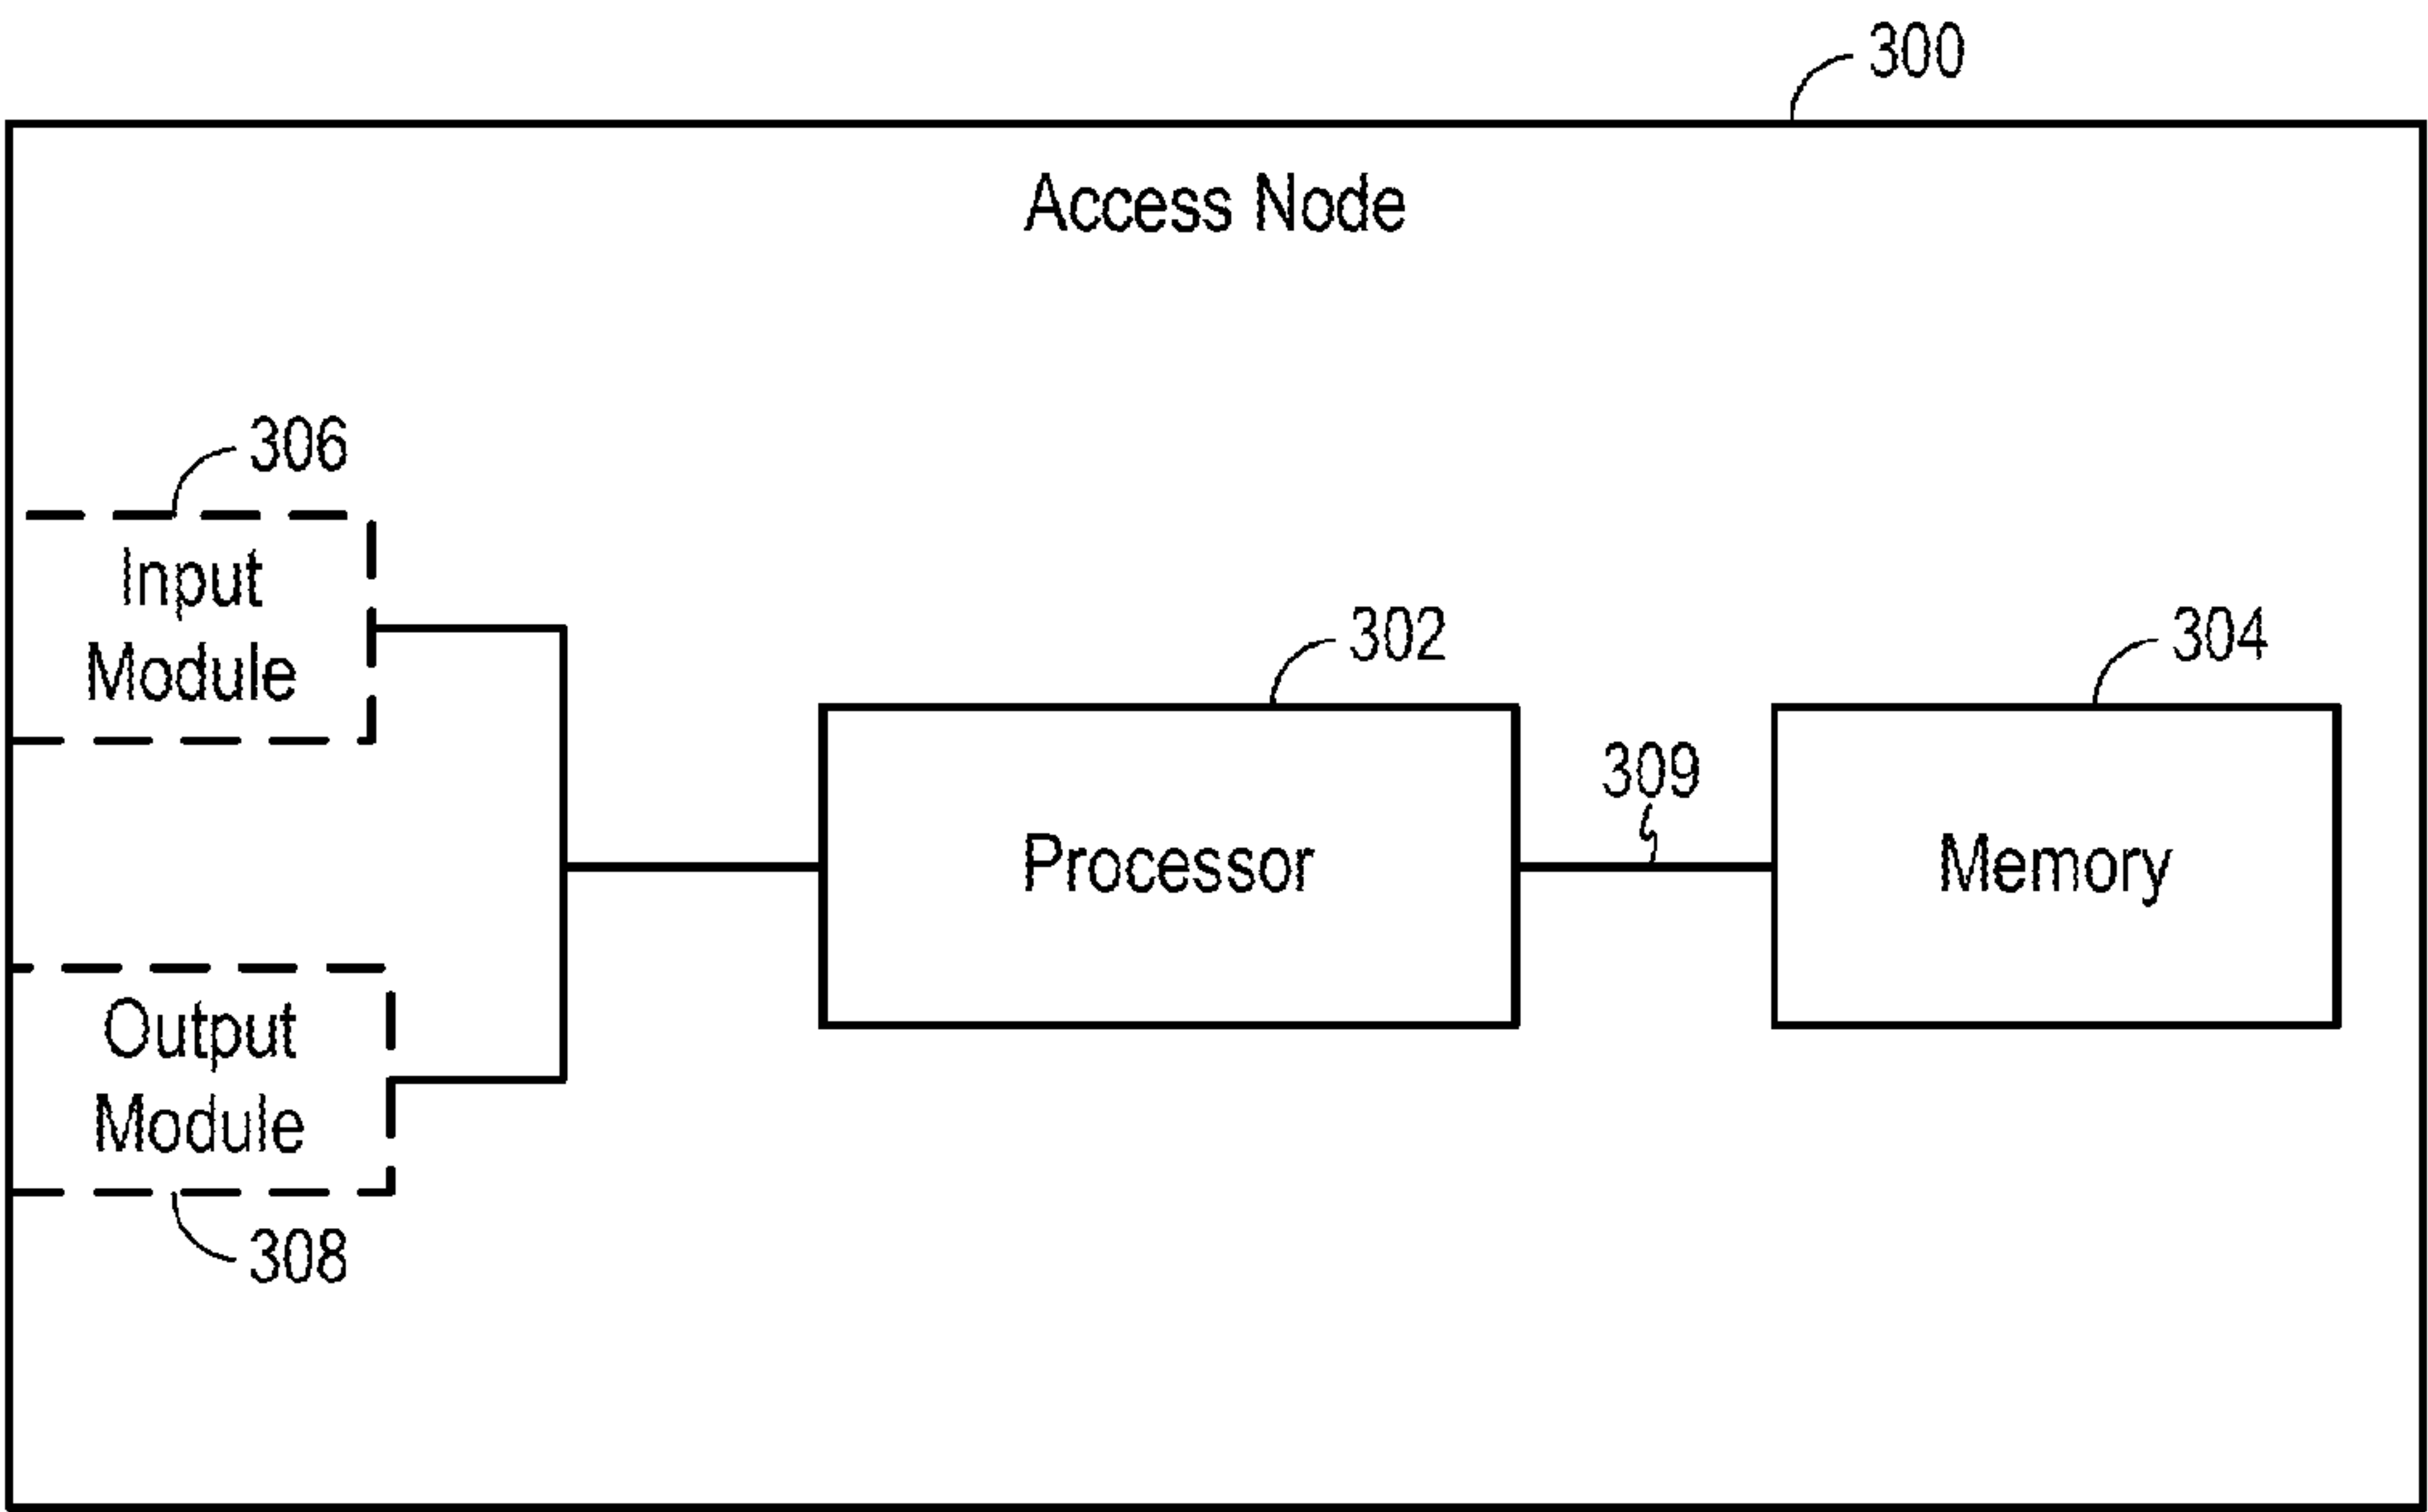 300
Access Node
306
Input
Module
302
304
309
Processor
Memory
Output
Module
308